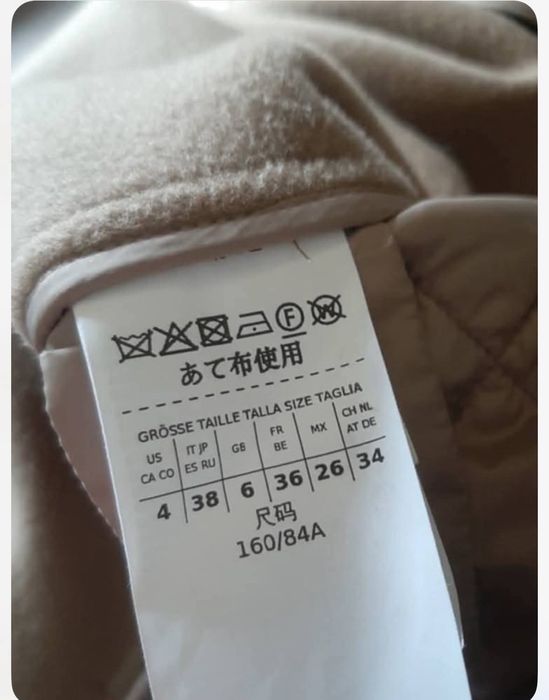 F W
あて布使用
GRÖSSE TAILLE TALLA SIZE TAGLIA
US IT JP GB FR MX CH NL
CA CO ES RU BE AT DE
4 38 6 36 26 34
尺码
160/84A